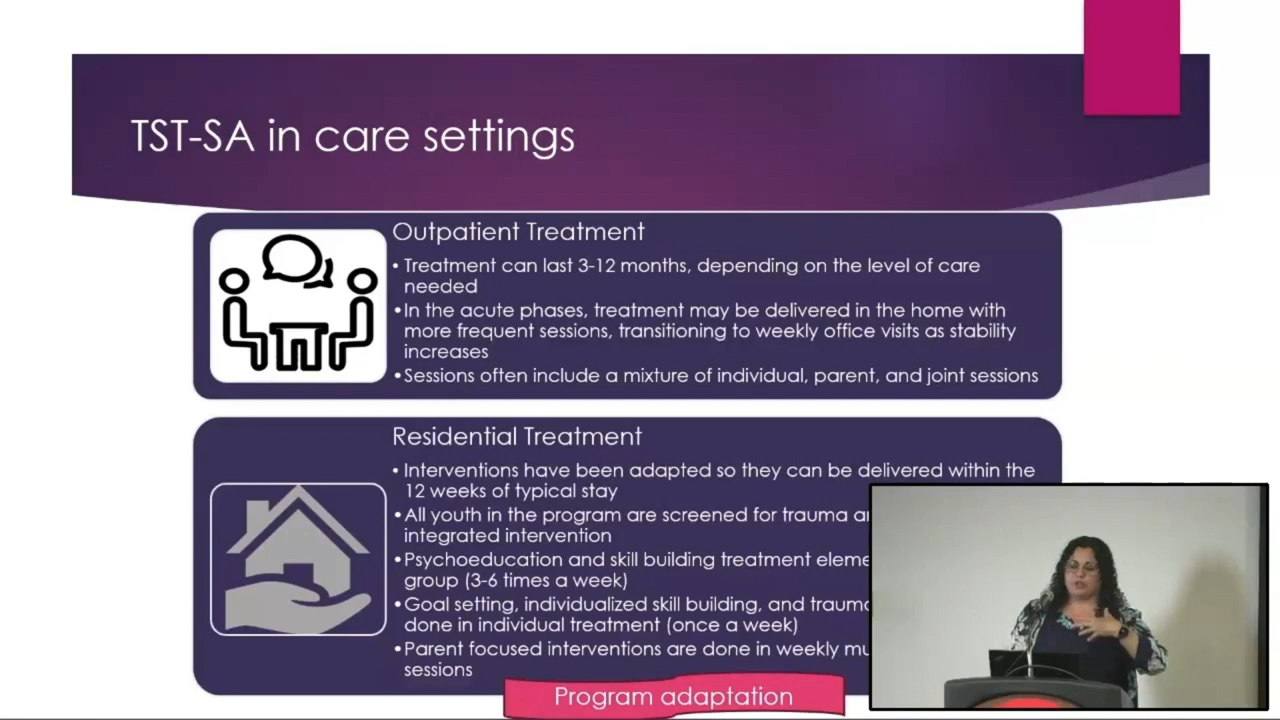 TST-SA in care settings
Outpatient Treatment
• Treatment can last 3-12 months, depending on the level of care
needed
• In the acute phases, treatment may be delivered in the home with
more frequent sessions, transitioning to weekly office visits as stability
increases
• Sessions often include a mixture of individual, parent, and joint sessions
Residential Treatment
• Interventions have been adapted so they can be delivered within the
12 weeks of typical stay
• All youth in the program are screened for trauma
integrated intervention
• Psychoeducation and skill building treatment
group (3-6 times a week)
• Goal setting, individualized skill building, and
done in individual treatment (once a week)
• Parent focused interventions are done in weekly
sessions
Program adaptation